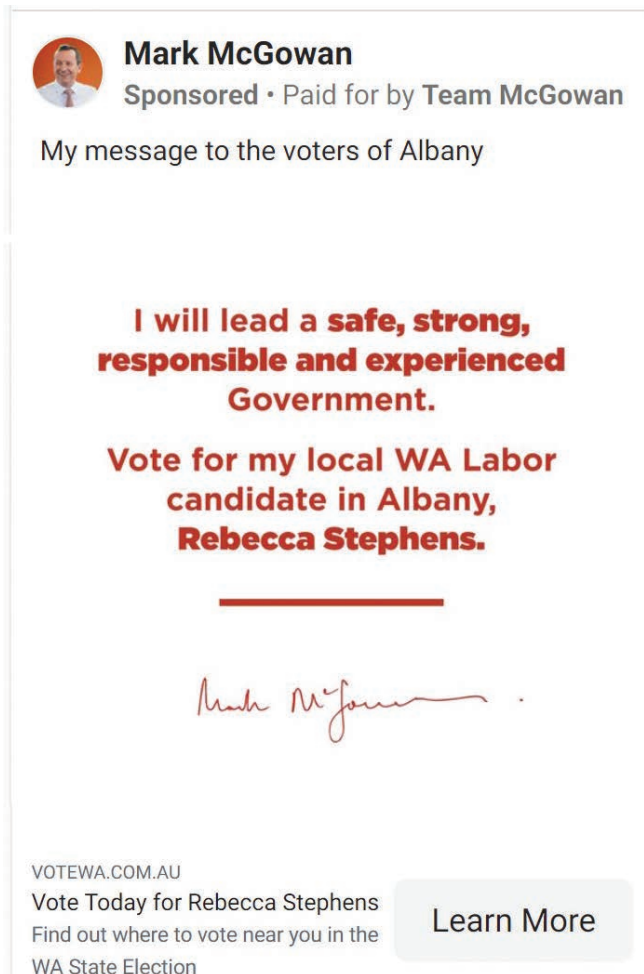 Mark McGowan
Sponsored • Paid for by Team McGowan
My message to the voters of Albany
I will lead a safe, strong,
responsible and experienced
Government.
Vote for my local WA Labor
candidate in Albany,
Rebecca Stephens.
Mark McGowan
VOTEWA.COM.AU
Vote Today for Rebecca Stephens
Find out where to vote near you in the
WA State Election
Learn More